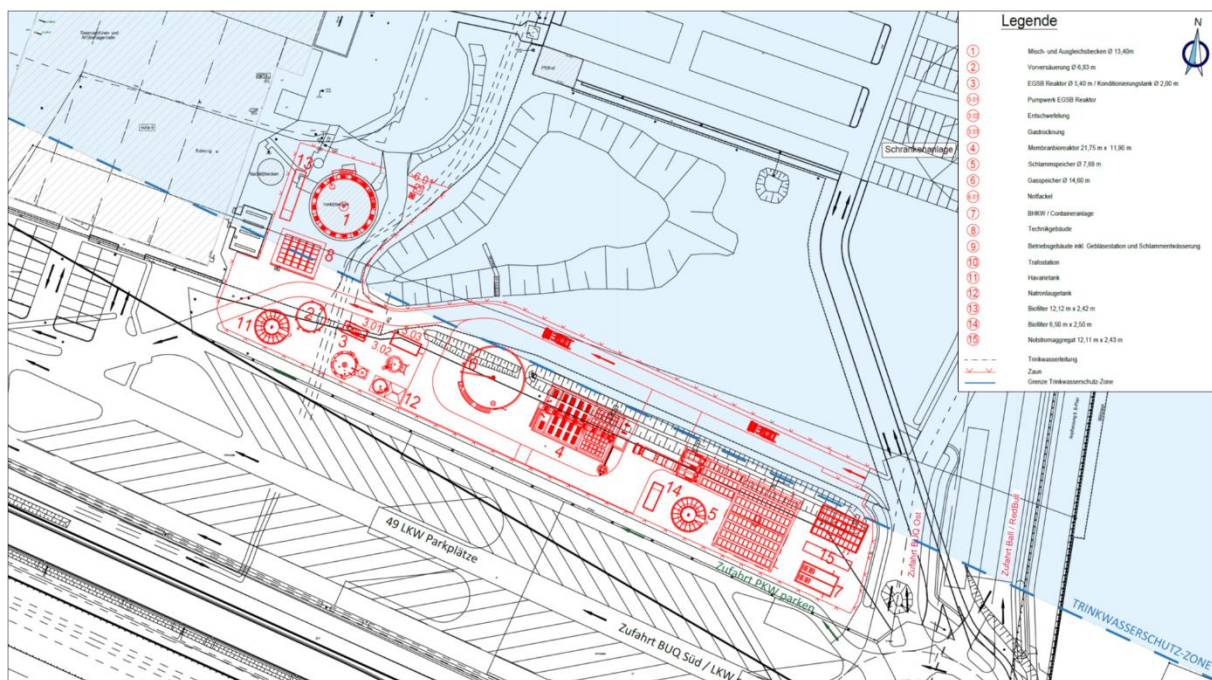 Legende
N
1 Misch- und Ausgleichsbecken Ø 13,40m
2 Vorversäuerung Ø 6,83 m
3 EGSB Reaktor Ø 5,40 m / Konditionierungstank Ø 2,80 m
3.01 Pumpwerk EGSB Reaktor
3.02 Entschwefelung
3.03 Gastrocknung
4 Membranbioreaktor 21,75 m x 11,90 m
5 Schlammspeicher Ø 7,68 m
6 Gasspeicher Ø 14,60 m
6.01 Notfackel
7 BHKW / Containeranlage
8 Technikgebäude
9 Betriebsgebäude inkl. Gebläsestation und Schlammentwässerung
10 Trafostation
11 Havarietank
12 Natronlaugetank
13 Biofilter 12,12 m x 2,42 m
14 Biofilter 6,50 m x 2,50 m
15 Notstromaggregat 12,11 m x 2,43 m
Trinkwasserleitung
Zaun
Grenze Trinkwasserschutz-Zone
Schrankenanlage
13
6.01
1
8
2
11
3.01
3
3.02
3.03
6
12
4
14
5
9
15
7
49 LKW Parkplätze
Zufahrt PKW parken
Zufahrt BUQ Süd / LKW
Zufahrt BUQ Ost
Zufahrt Ball / RedBull
TRINKWASSERSCHUTZ-ZONE